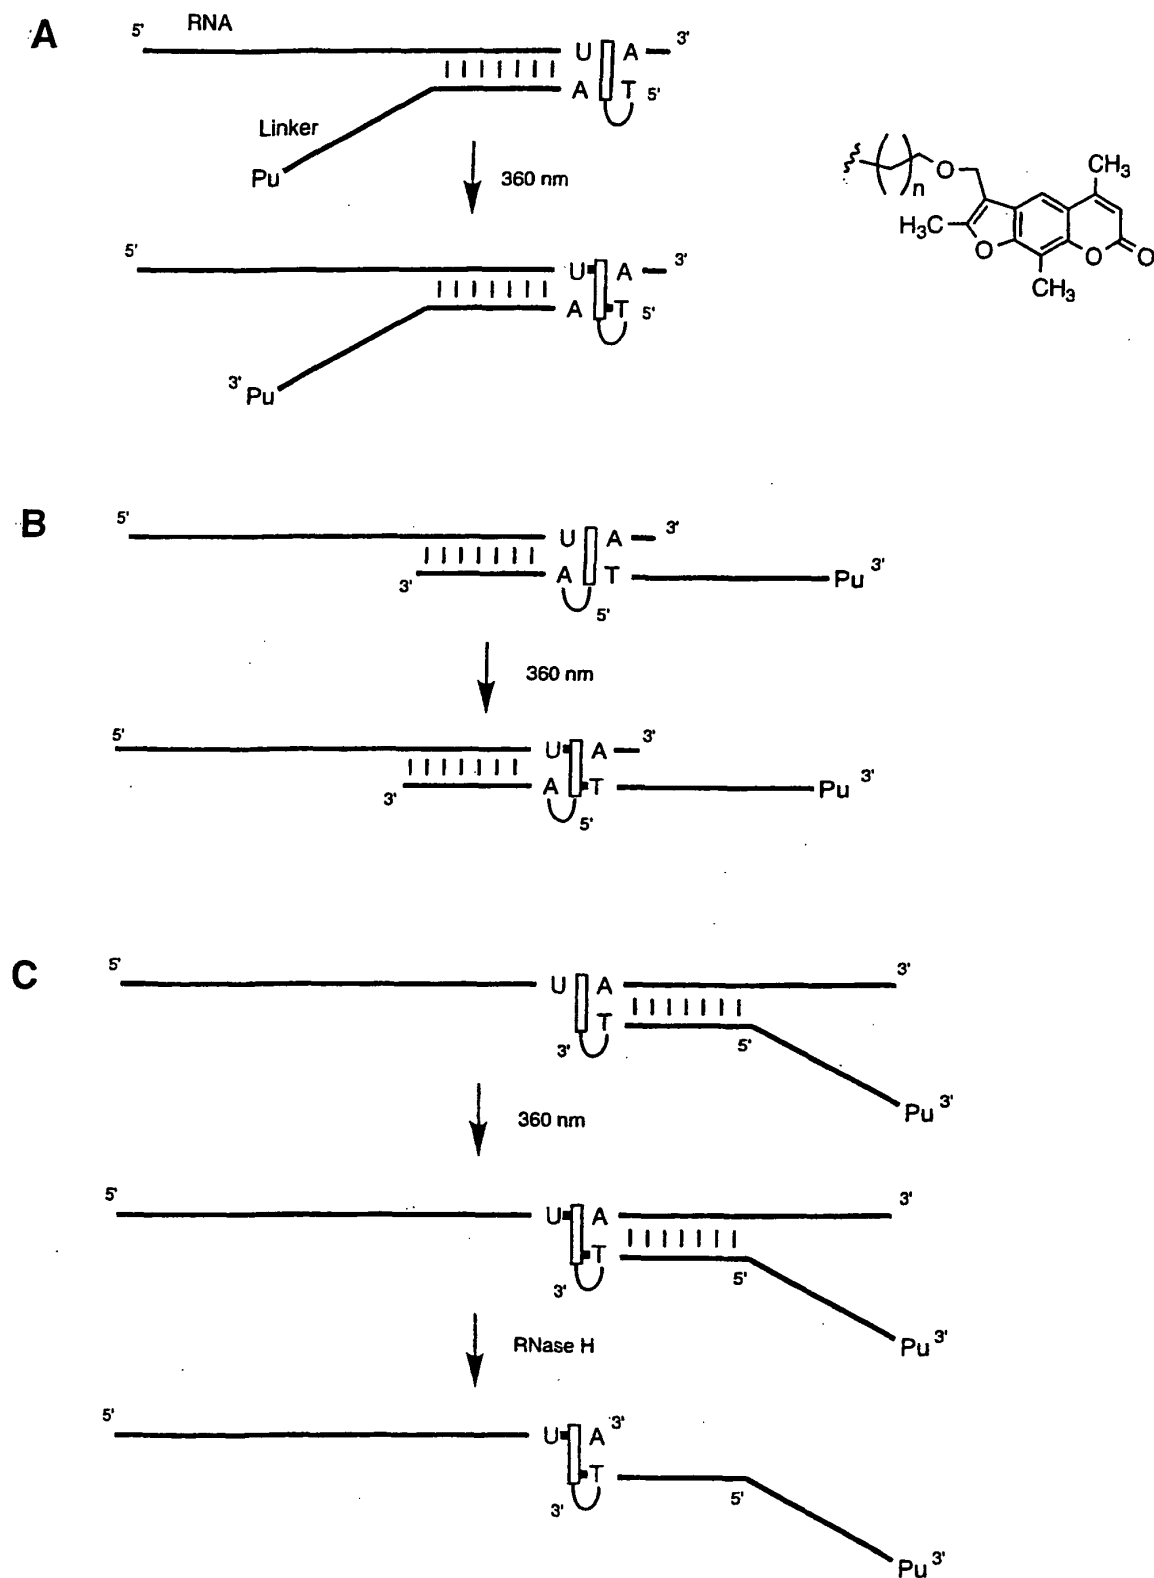 A
5' RNA U A 3'
A T 5'
Linker
Pu
360 nm
( ) n O CH3
H3C O O O
CH3
5' U A 3'
A T 5'
3' Pu
B
5' U A 3'
3' A T Pu 3'
5'
360 nm
5' U A 3'
3' A T Pu 3'
5'
C
5' U A 3'
T
3' 5'
Pu 3'
360 nm
5' U A 3'
T
3' 5'
Pu 3'
RNase H
5' U A 3'
T
3' 5'
Pu 3'